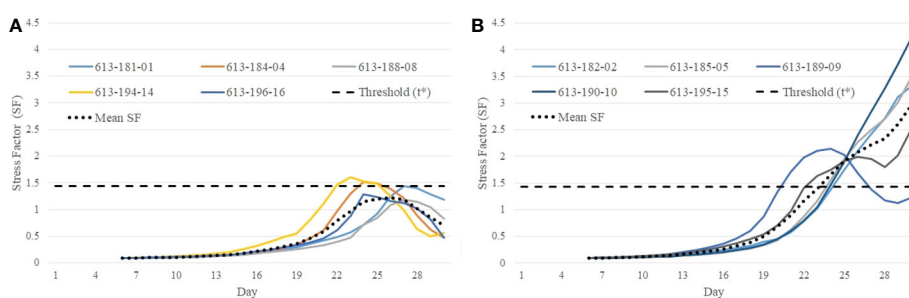 A
4.5
4
3.5
3
2.5
2
1.5
1
0.5
0
Stress Factor (SF)
613-181-01 613-184-04 613-188-08
613-194-14 613-196-16 Threshold (t*)
Mean SF
1 4 7 10 13 16 19 22 25 28
Day
B
4.5
4
3.5
3
2.5
2
1.5
1
0.5
0
Stress Factor (SF)
613-182-02 613-185-05 613-189-09
613-190-10 613-195-15 Threshold (t*)
Mean SF
1 4 7 10 13 16 19 22 25 28
Day